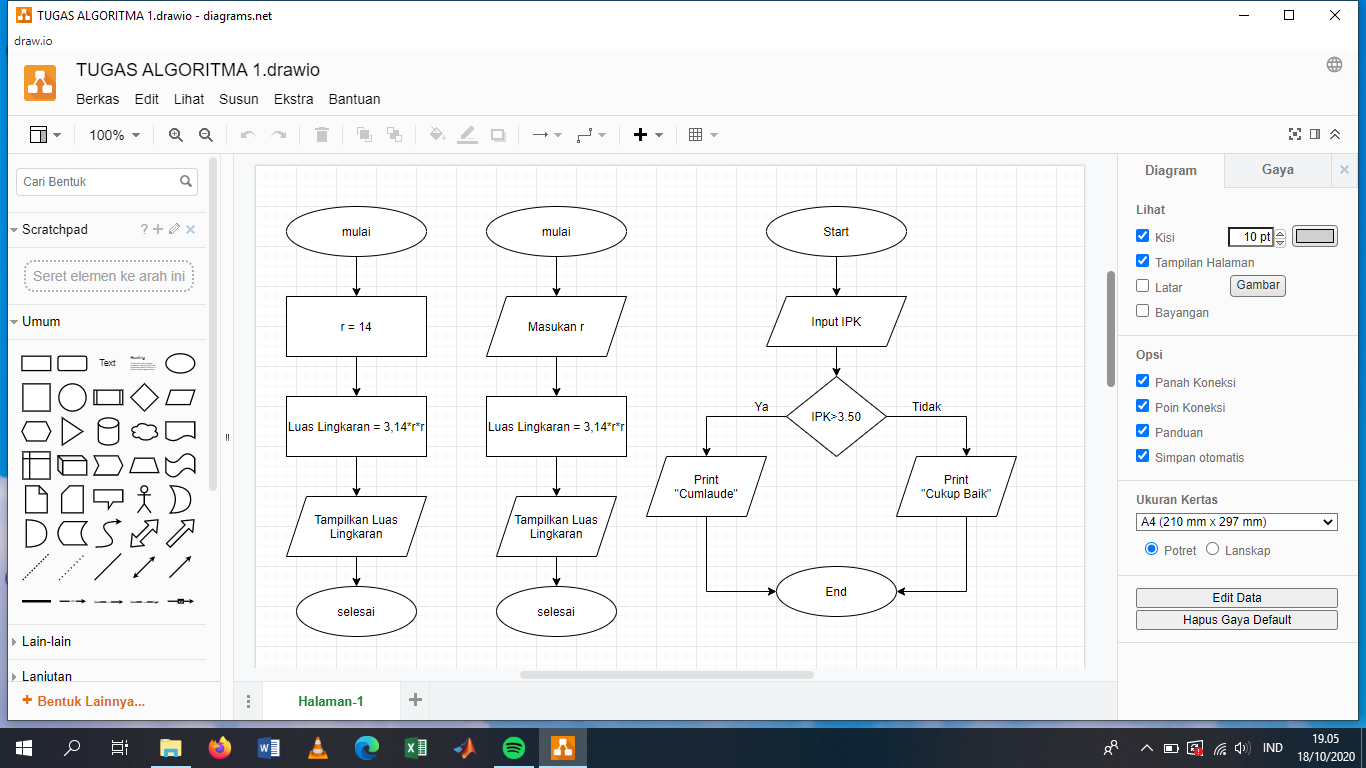 TUGAS ALGORITMA 1.drawio - diagrams.net
draw.io
TUGAS ALGORITMA 1.drawio
Berkas Edit Lihat Susun Ekstra Bantuan
100%
Cari Bentuk
Scratchpad
?
Seret elemen ke arah ini
Umum
Text
Heading
Lain-lain
Lanjutan
+ Bentuk Lainnya...
mulai
r = 14
Luas Lingkaran = 3,14*r*r
Tampilkan Luas
Lingkaran
selesai
mulai
Masukan r
Luas Lingkaran = 3,14*r*r
Tampilkan Luas
Lingkaran
selesai
Start
Input IPK
IPK>3.50
Ya
Tidak
Print
"Cumlaude"
Print
"Cukup Baik"
End
Halaman-1
Diagram Gaya
Lihat
Kisi 10 pt
Tampilan Halaman
Latar Gambar
Bayangan
Opsi
Panah Koneksi
Poin Koneksi
Panduan
Simpan otomatis
Ukuran Kertas
A4 (210 mm x 297 mm)
Potret Lanskap
Edit Data
Hapus Gaya Default
IND
19.05
18/10/2020